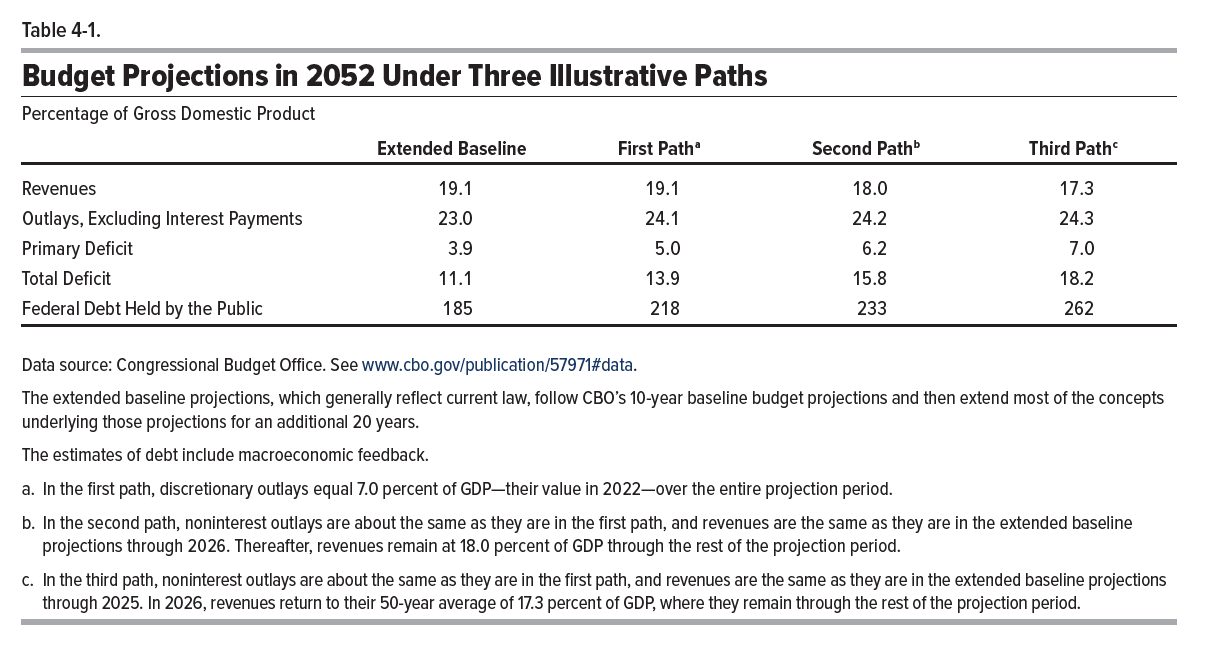 Table 4-1.
Budget Projections in 2052 Under Three Illustrative Paths
Percentage of Gross Domestic Product
Extended Baseline First Pathᵃ Second Pathᵇ Third Pathᶜ
Revenues 19.1 19.1 18.0 17.3
Outlays, Excluding Interest Payments 23.0 24.1 24.2 24.3
Primary Deficit 3.9 5.0 6.2 7.0
Total Deficit 11.1 13.9 15.8 18.2
Federal Debt Held by the Public 185 218 233 262
Data source: Congressional Budget Office. See www.cbo.gov/publication/57971#data.
The extended baseline projections, which generally reflect current law, follow CBO’s 10-year baseline budget projections and then extend most of the concepts
underlying those projections for an additional 20 years.
The estimates of debt include macroeconomic feedback.
a. In the first path, discretionary outlays equal 7.0 percent of GDP—their value in 2022—over the entire projection period.
b. In the second path, noninterest outlays are about the same as they are in the first path, and revenues are the same as they are in the extended baseline
projections through 2026. Thereafter, revenues remain at 18.0 percent of GDP through the rest of the projection period.
c. In the third path, noninterest outlays are about the same as they are in the first path, and revenues are the same as they are in the extended baseline projections
through 2025. In 2026, revenues return to their 50-year average of 17.3 percent of GDP, where they remain through the rest of the projection period.